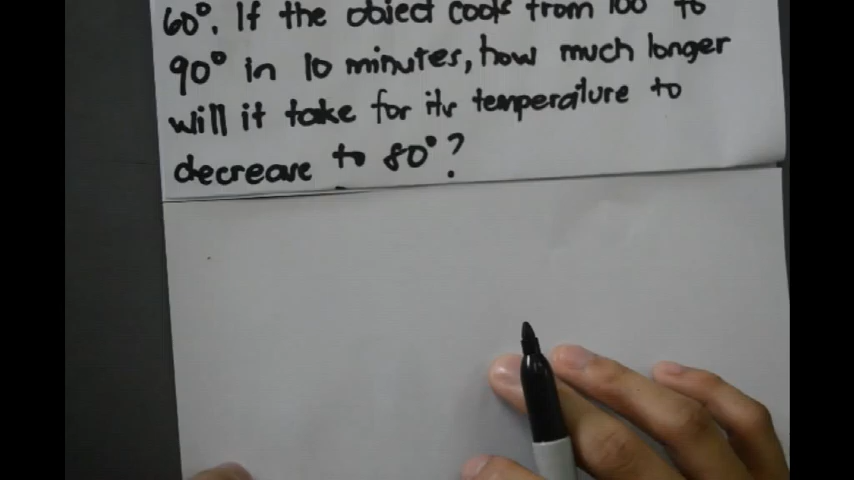 60°. If the object cools from 100 to
90° in 10 minutes, how much longer
will it take for its temperature to
decrease to 80°?